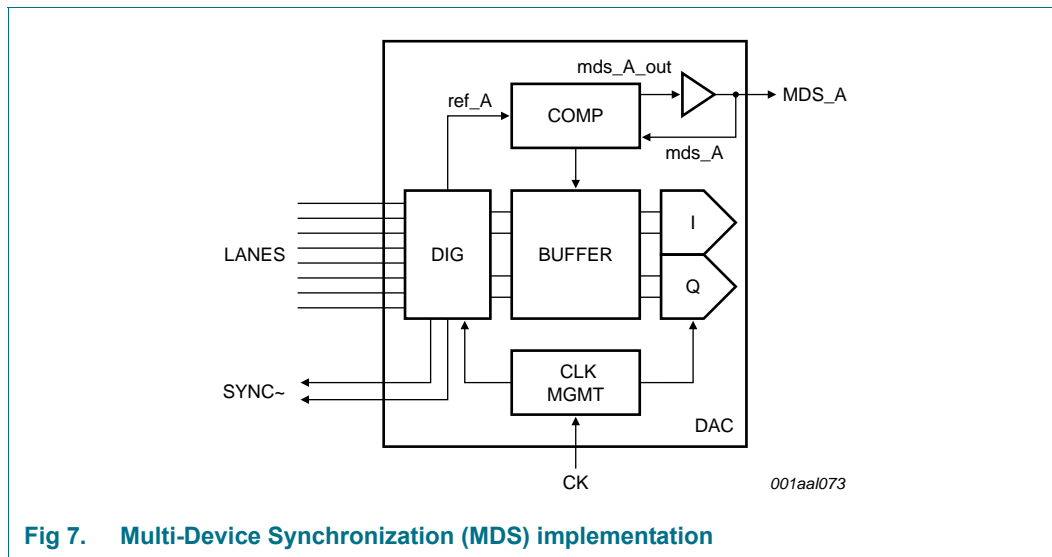 mds_A_out
MDS_A
ref_A
COMP
mds_A
LANES
DIG
BUFFER
I
Q
SYNC~
CLK
MGMT
DAC
CK
001aal073
Fig 7. Multi-Device Synchronization (MDS) implementation